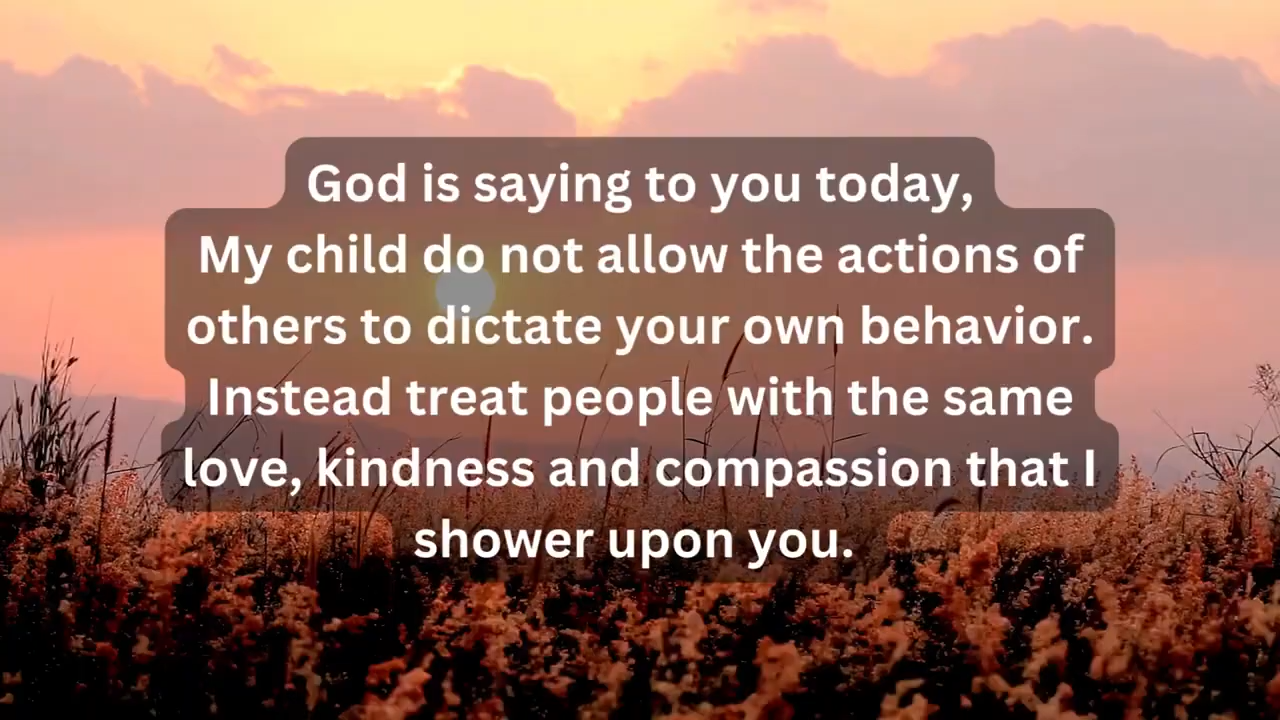 God is saying to you today,
My child do not allow the actions of
others to dictate your own behavior.
Instead treat people with the same
love, kindness and compassion that I
shower upon you.